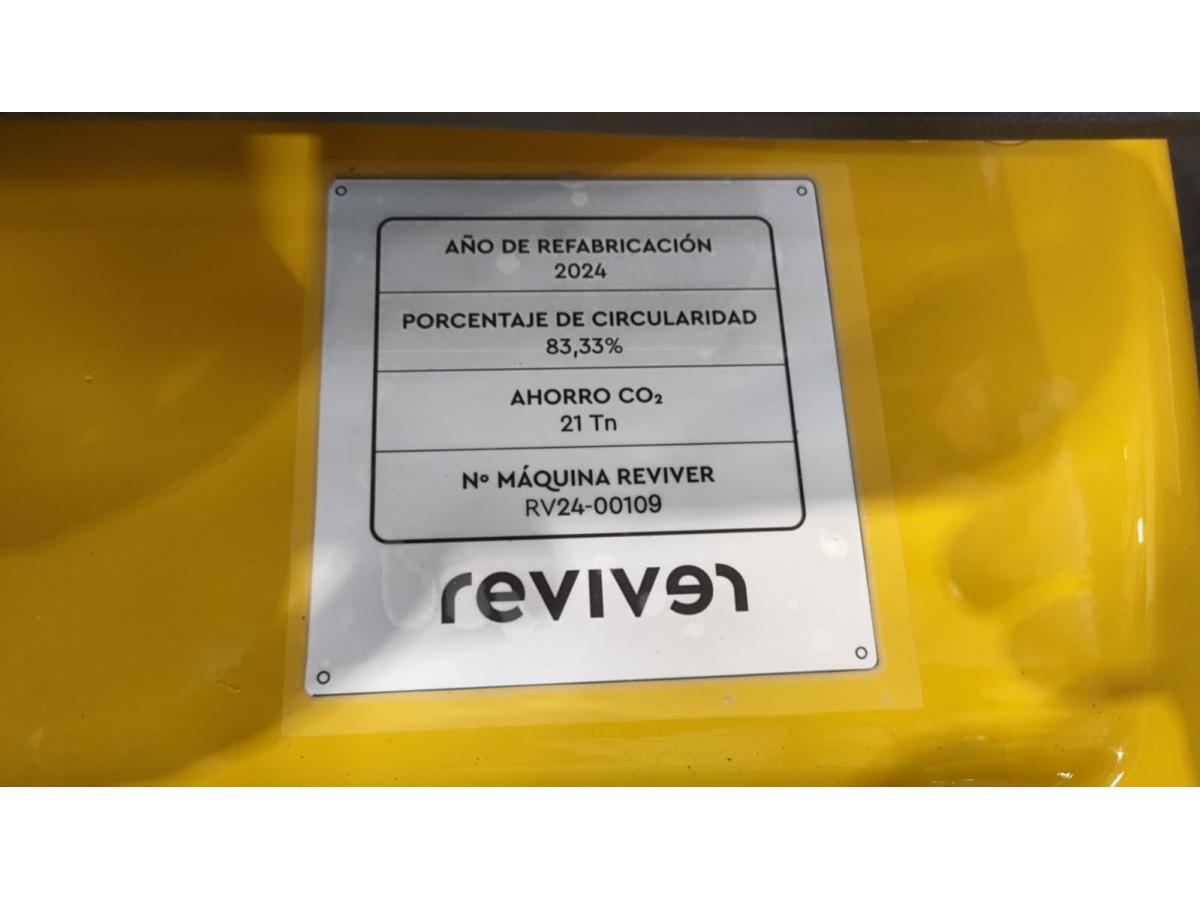 AÑO DE REFABRICACIÓN
2024
PORCENTAJE DE CIRCULARIDAD
83,33%
AHORRO CO₂
21 Tn
Nº MÁQUINA REVIVER
RV24-00109
reviver